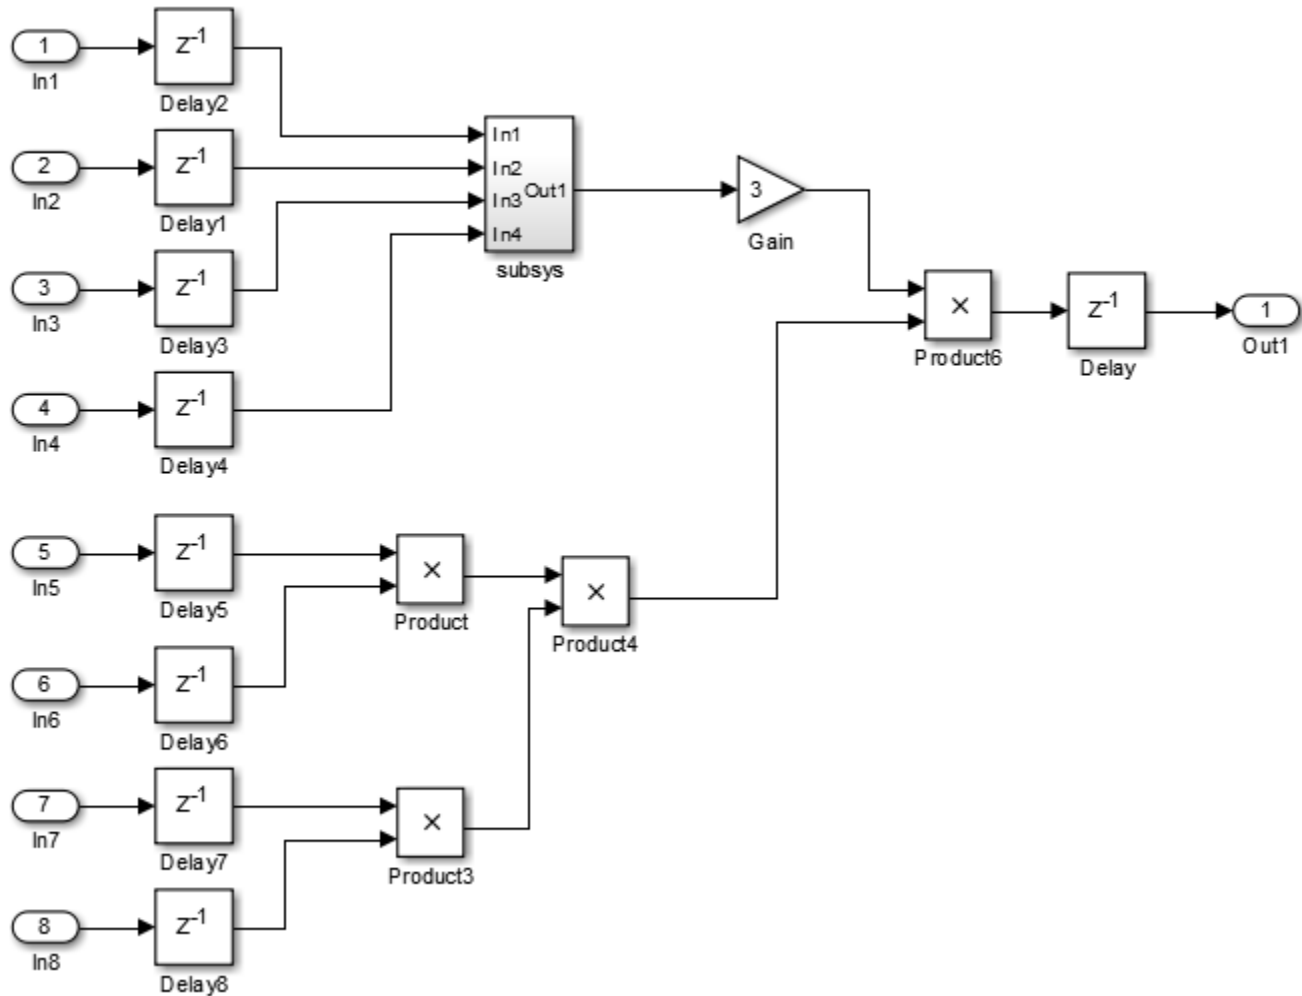 1
Z-1
In1
Delay2
In1
2
Z-1
In2
In2
Delay1
Out1
In3
In4
3
Gain
subsys
3
Z-1
In3
Delay3
×
Product6
Z-1
Delay
1
Out1
4
Z-1
In4
Delay4
5
Z-1
In5
Delay5
×
Product
×
Product4
6
Z-1
In6
Delay6
7
Z-1
In7
Delay7
×
Product3
8
Z-1
In8
Delay8